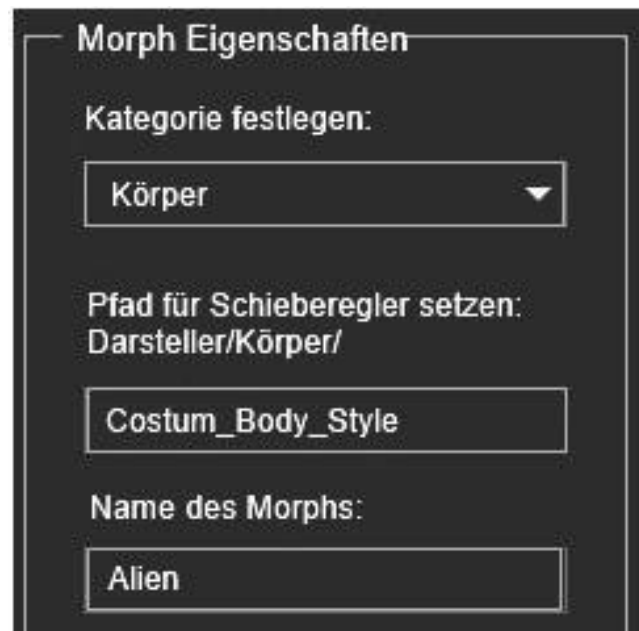 Morph Eigenschaften
Kategorie festlegen:
Körper
Pfad für Schieberegler setzen:
Darsteller/Körper/
Costum_Body_Style
Name des Morphs:
Alien